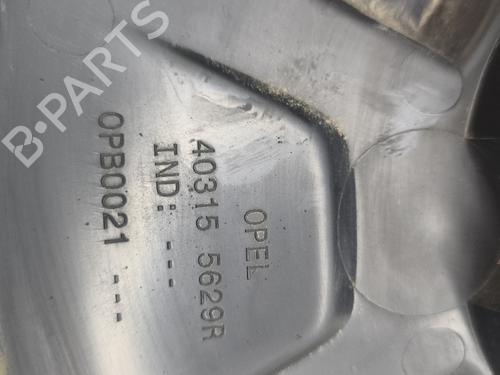 OPEL
40315 5629R
IND: ---
OPB0021 ---
B-PARTS